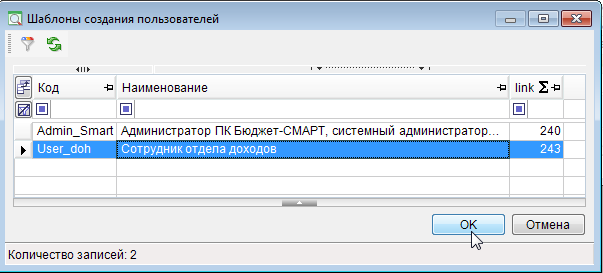 Шаблоны создания пользователей
Код Наименование link Σ
Admin_Smart Администратор ПК Бюджет-СМАРТ, системный администратор... 240
User_doh Сотрудник отдела доходов 243
OK Отмена
Количество записей: 2